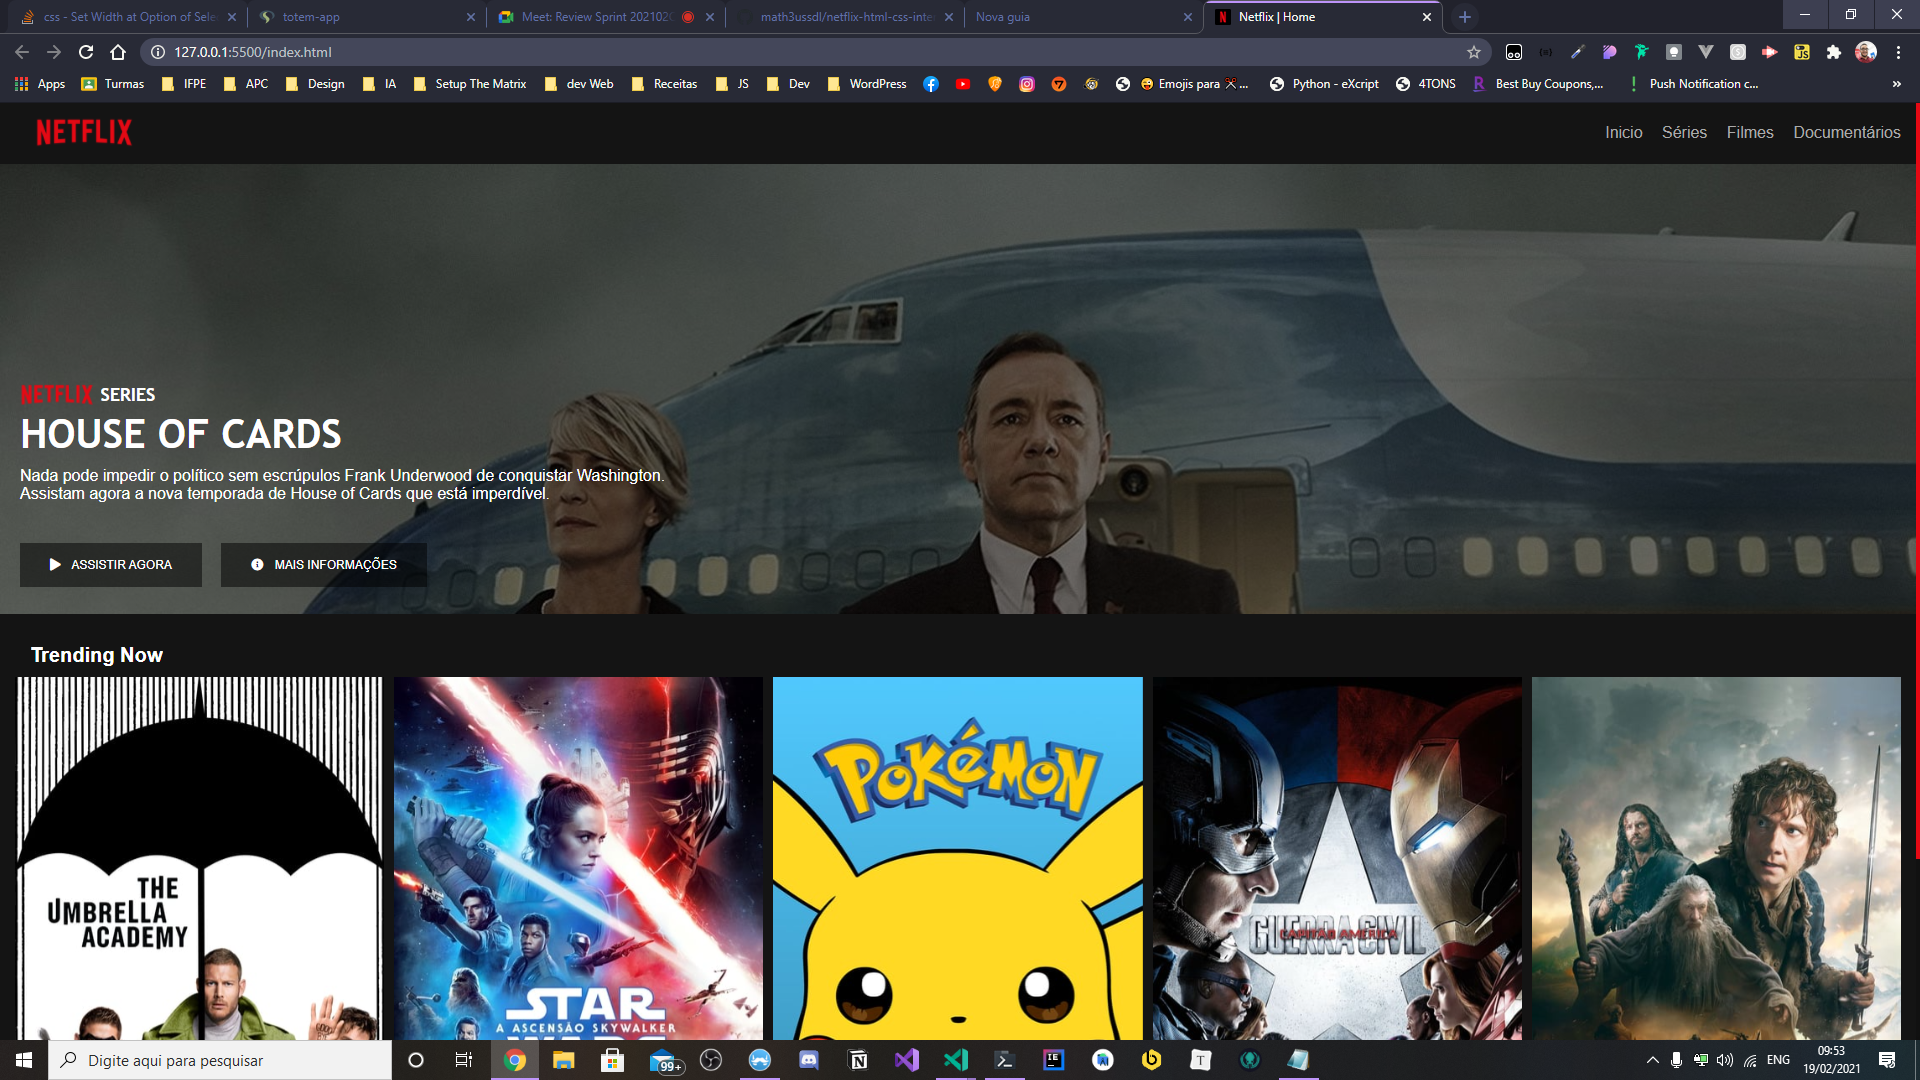 css - Set Width at Option of Sele
totem-app
Meet: Review Sprint 202102
math3ussdl/netflix-html-css-inte
Nova guia
Netflix | Home
127.0.0.1:5500/index.html
Apps
Turmas
IFPE
APC
Design
IA
Setup The Matrix
dev Web
Receitas
JS
Dev
WordPress
Emojis para
...
Python - eXcript
4TONS
Best Buy Coupons,...
Push Notification c...
»
NETFLIX
Inicio
Séries
Filmes
Documentários
NETFLIX SERIES
HOUSE OF CARDS
Nada pode impedir o político sem escrúpulos Frank Underwood de conquistar Washington.
Assistam agora a nova temporada de House of Cards que está imperdível.
ASSISTIR AGORA
MAIS INFORMAÇÕES
Trending Now
THE
UMBRELLA
ACADEMY
STAR
A ASCENSÃO SKYWALKER
WARS
POKÉMON
GUERRA CIVIL
CAPITÃO AMÉRICA
Digite aqui para pesquisar
99+
ENG
09:53
19/02/2021